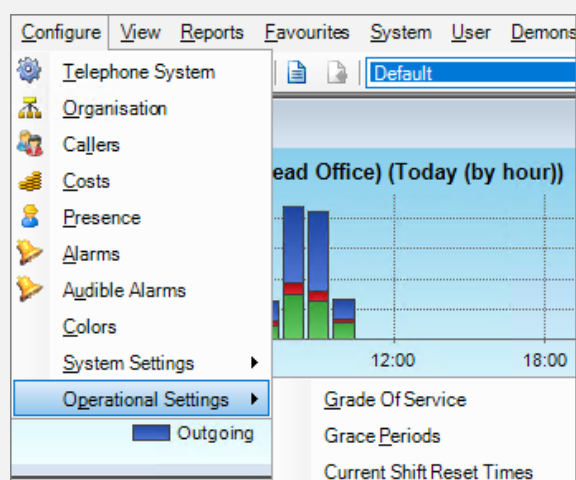 Configure View Reports Favourites System User Demons
Telephone System
Organisation
Default
Callers
Costs
ead Office) (Today (by hour))
Presence
Alarms
Audible Alarms
Colors
System Settings
12:00 18:00
Operational Settings
Grade Of Service
Outgoing
Grace Periods
Current Shift Reset Times